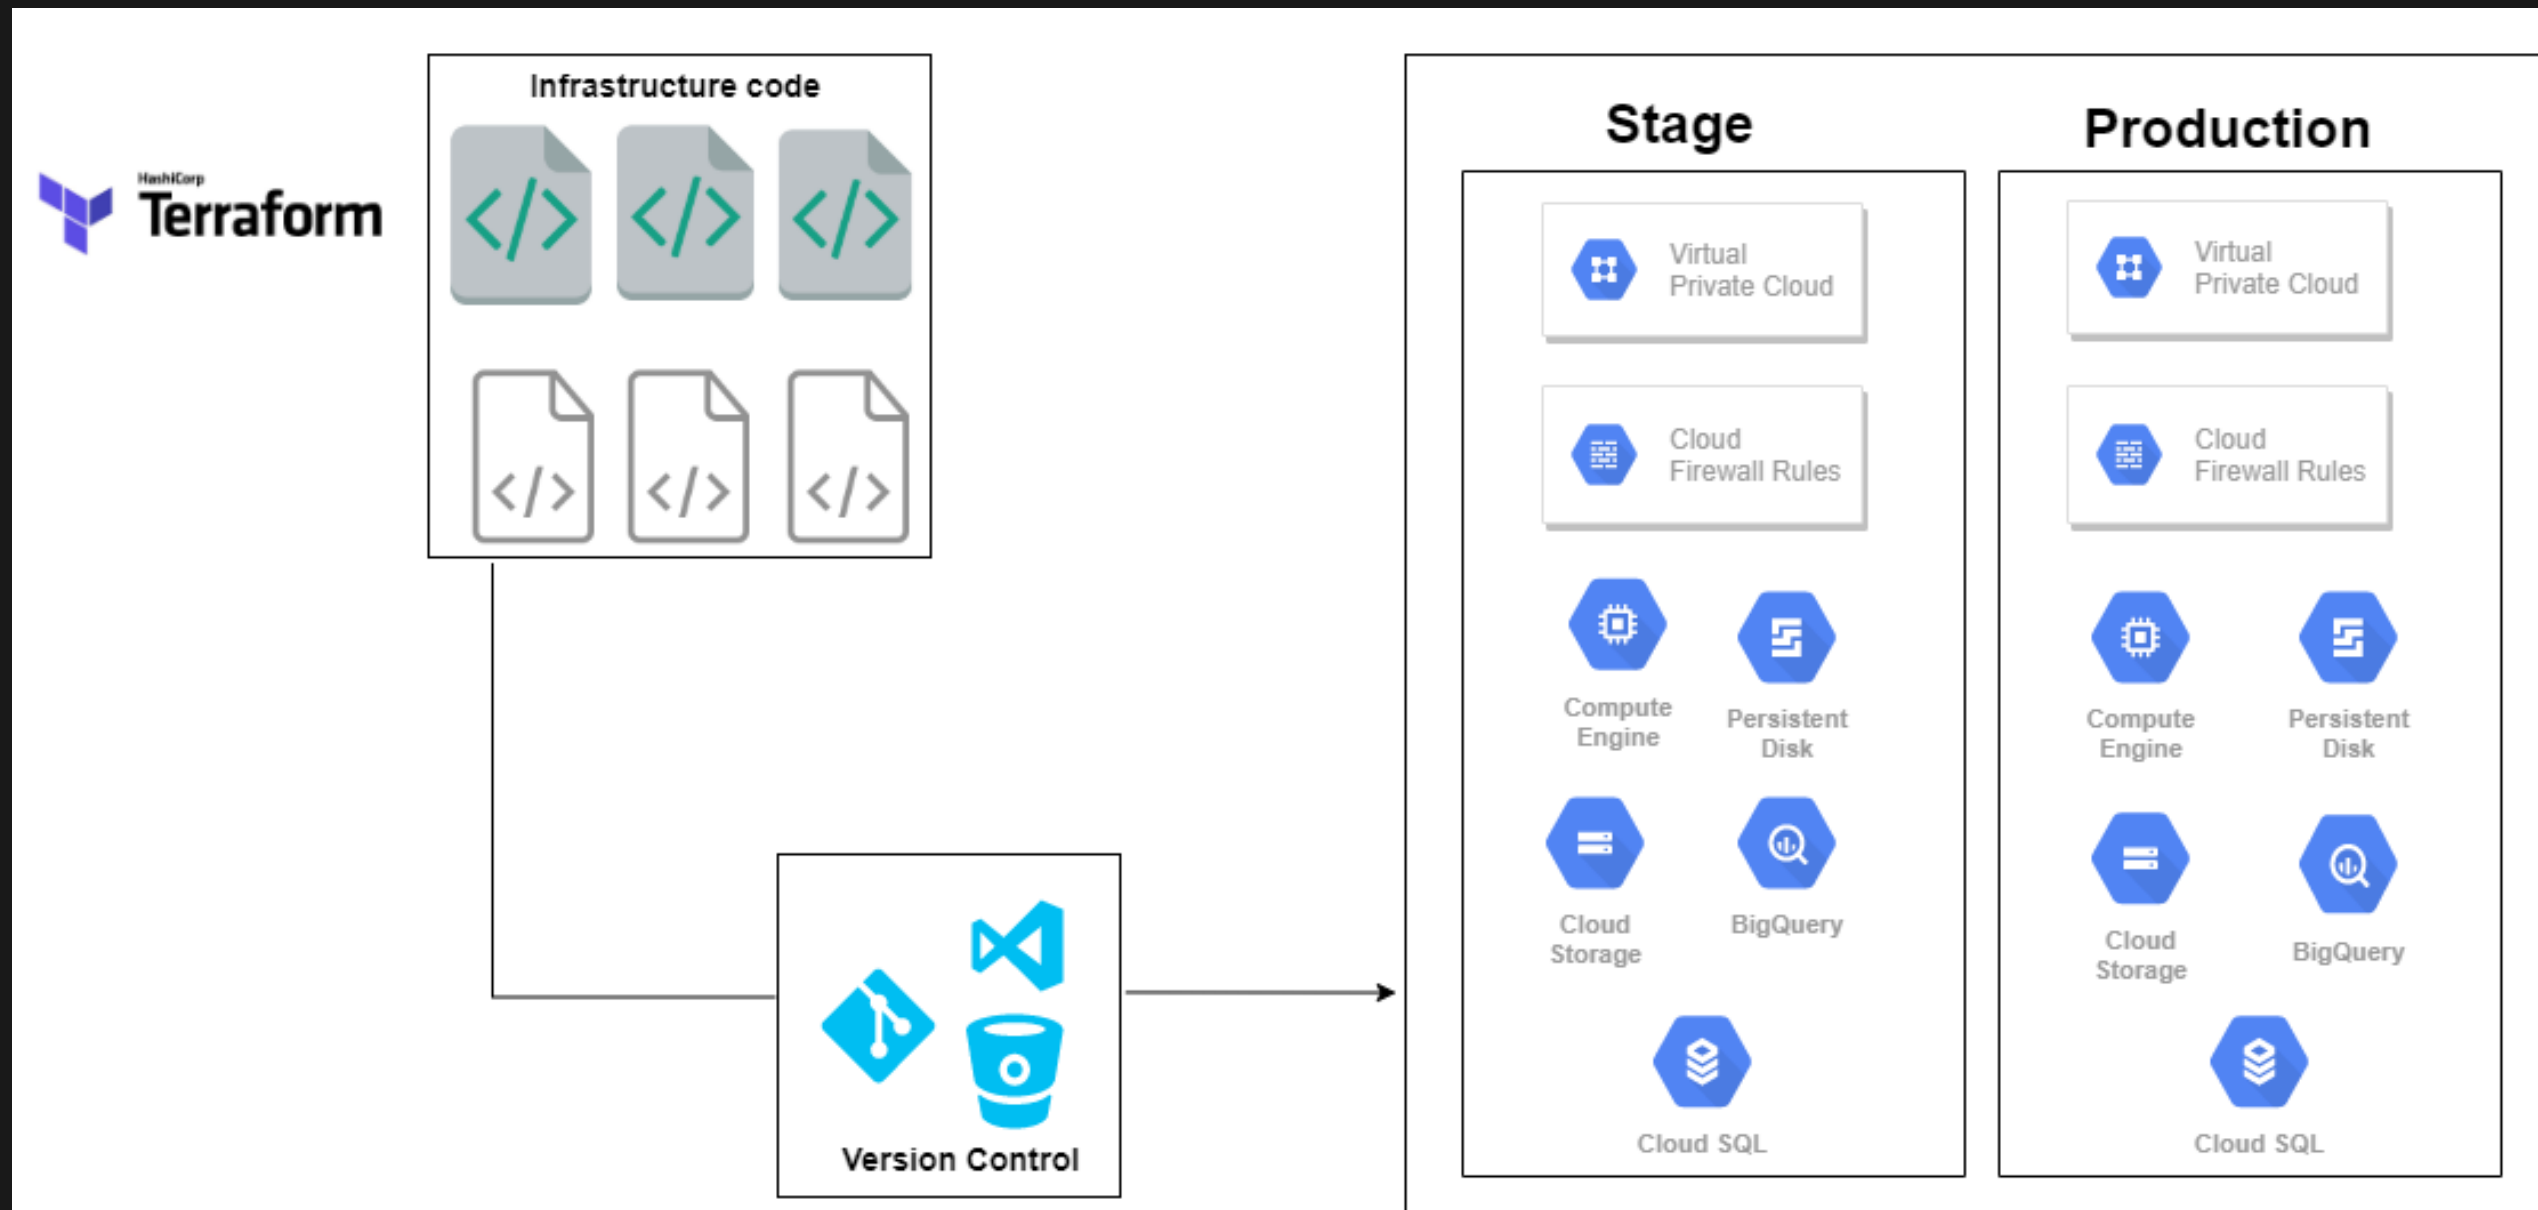 HashiCorp
Terraform
Infrastructure code
Version Control
Stage
Virtual
Private Cloud
Cloud
Firewall Rules
Compute
Engine
Persistent
Disk
Cloud
Storage
BigQuery
Cloud SQL
Production
Virtual
Private Cloud
Cloud
Firewall Rules
Compute
Engine
Persistent
Disk
Cloud
Storage
BigQuery
Cloud SQL